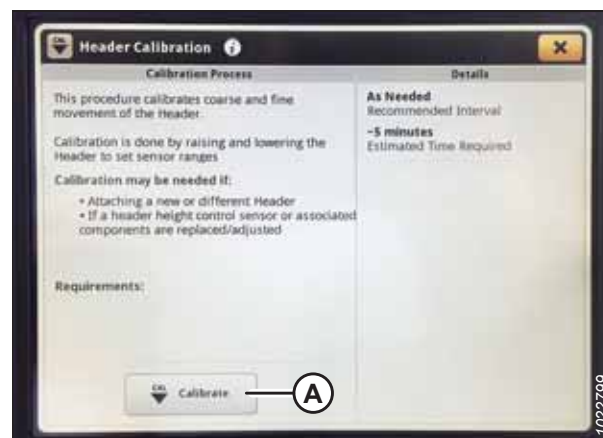 CAL Header Calibration i X
Calibration Process
Details
This procedure calibrates coarse and fine
movement of the Header.
Calibration is done by raising and lowering the
Header to set sensor ranges
Calibration may be needed if:
• Attaching a new or different Header
• If a header height control sensor or associated
components are replaced/adjusted
Requirements:
As Needed
Recommended Interval
~5 minutes
Estimated Time Required
CAL Calibrate
A
1022799